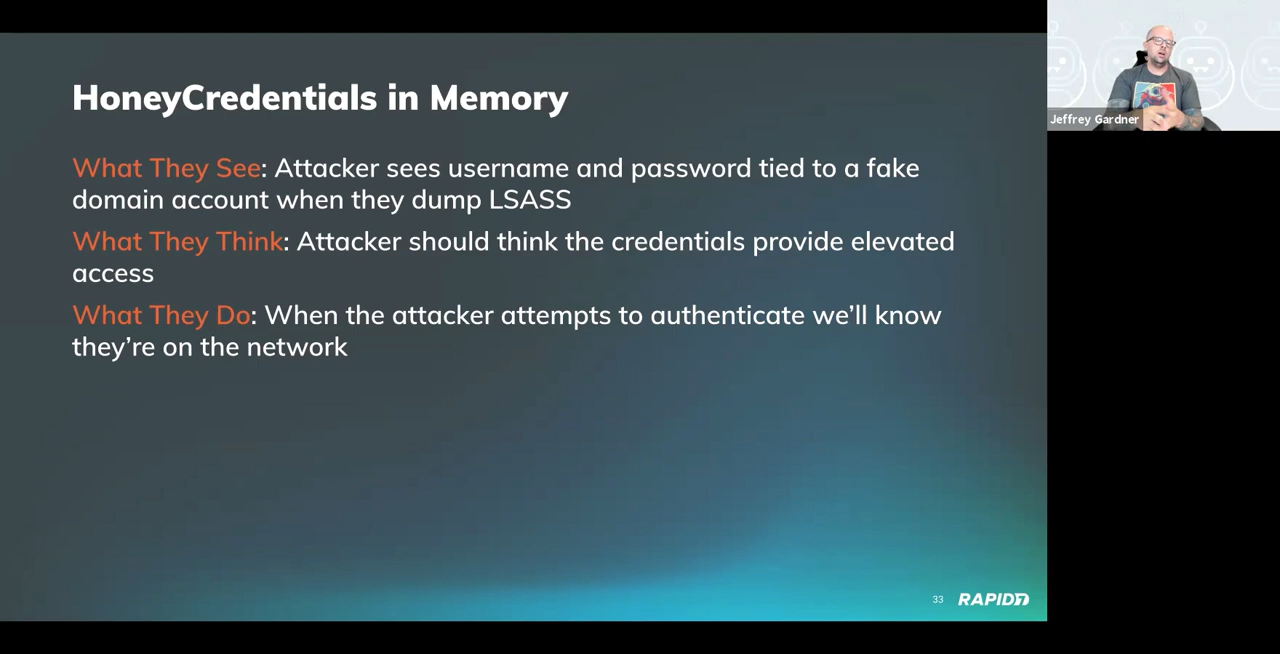 HoneyCredentials in Memory
What They See: Attacker sees username and password tied to a fake
domain account when they dump LSASS
What They Think: Attacker should think the credentials provide elevated
access
What They Do: When the attacker attempts to authenticate we’ll know
they’re on the network
33
RAPID7
Jeffrey Gardner